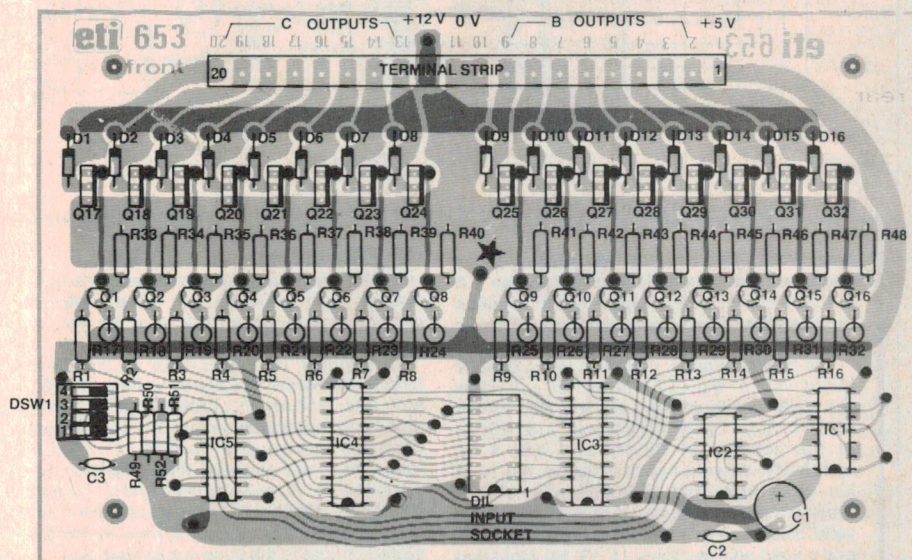 C OUTPUTS +12 V 0 V B OUTPUTS +5 V
eti 653 20 19 18 17 16 15 14 13 12 11 10 9 8 7 6 5 4 3 2 1 eti 653
front rear
20 TERMINAL STRIP 1
D1 D2 D3 D4 D5 D6 D7 D8 D9 D10 D11 D12 D13 D14 D15 D16
Q17 Q18 Q19 Q20 Q21 Q22 Q23 Q24 Q25 Q26 Q27 Q28 Q29 Q30 Q31 Q32
R33 R34 R35 R36 R37 R38 R39 R40 R41 R42 R43 R44 R45 R46 R47 R48
Q1 Q2 Q3 Q4 Q5 Q6 Q7 Q8 Q9 Q10 Q11 Q12 Q13 Q14 Q15 Q16
R17 R18 R19 R20 R21 R22 R23 R24 R25 R26 R27 R28 R29 R30 R31 R32
R1 R2 R3 R4 R5 R6 R7 R8 R9 R10 R11 R12 R13 R14 R15 R16
R50 R51
DSW1 4
3
2
1
IC5 IC4 IC3 IC2 IC1
C3 R49 R52
DIL 1
INPUT
SOCKET
+
C1
C2